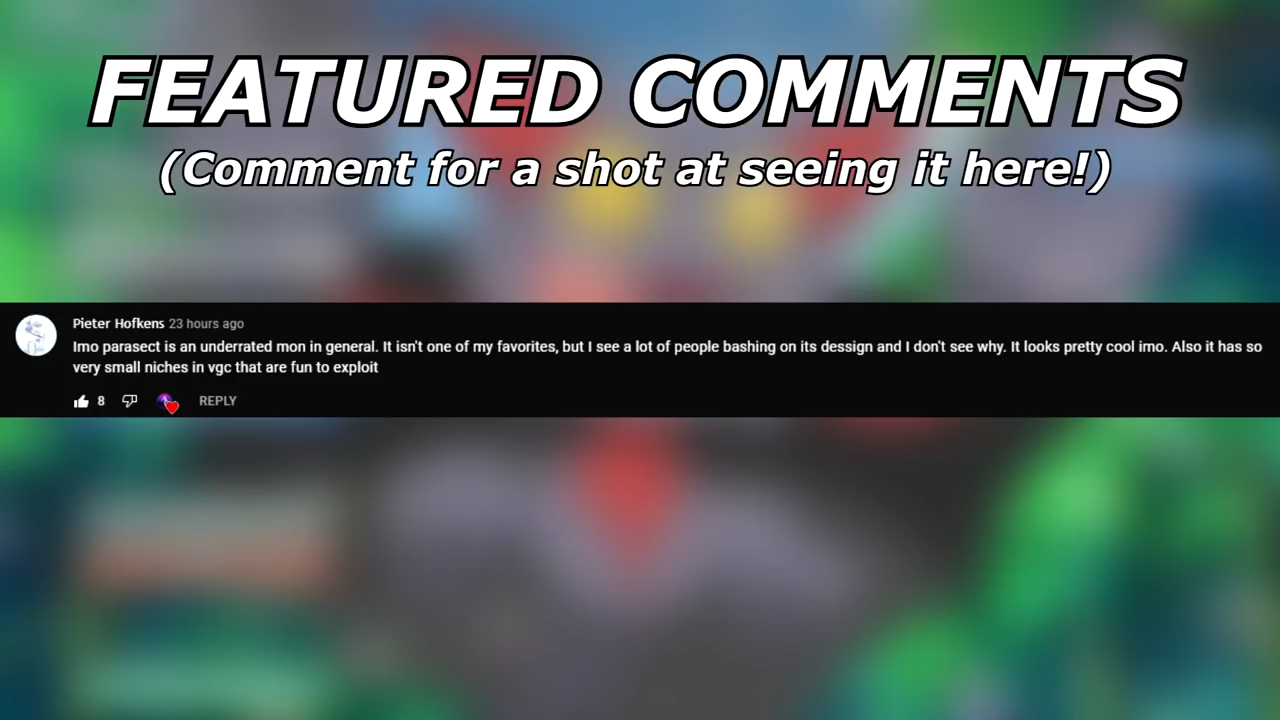 FEATURED COMMENTS
(Comment for a shot at seeing it here!)
Pieter Hofkens 23 hours ago
Imo parasect is an underrated mon in general. It isn't one of my favorites, but I see a lot of people bashing on its dessign and I don't see why. It looks pretty cool imo. Also it has so
very small niches in vgc that are fun to exploit
8 REPLY